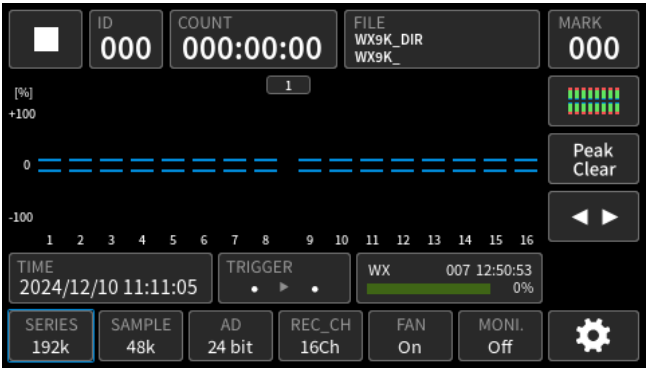 ID
000
COUNT
000:00:00
FILE
WX9K_DIR
WX9K_
MARK
000
1
[%]
+100
0
-100
1 2 3 4 5 6 7 8 9 10 11 12 13 14 15 16
Peak
Clear
TIME
2024/12/10 11:11:05
TRIGGER
WX 007 12:50:53
0%
SERIES
192k
SAMPLE
48k
AD
24 bit
REC_CH
16Ch
FAN
On
MONI.
Off